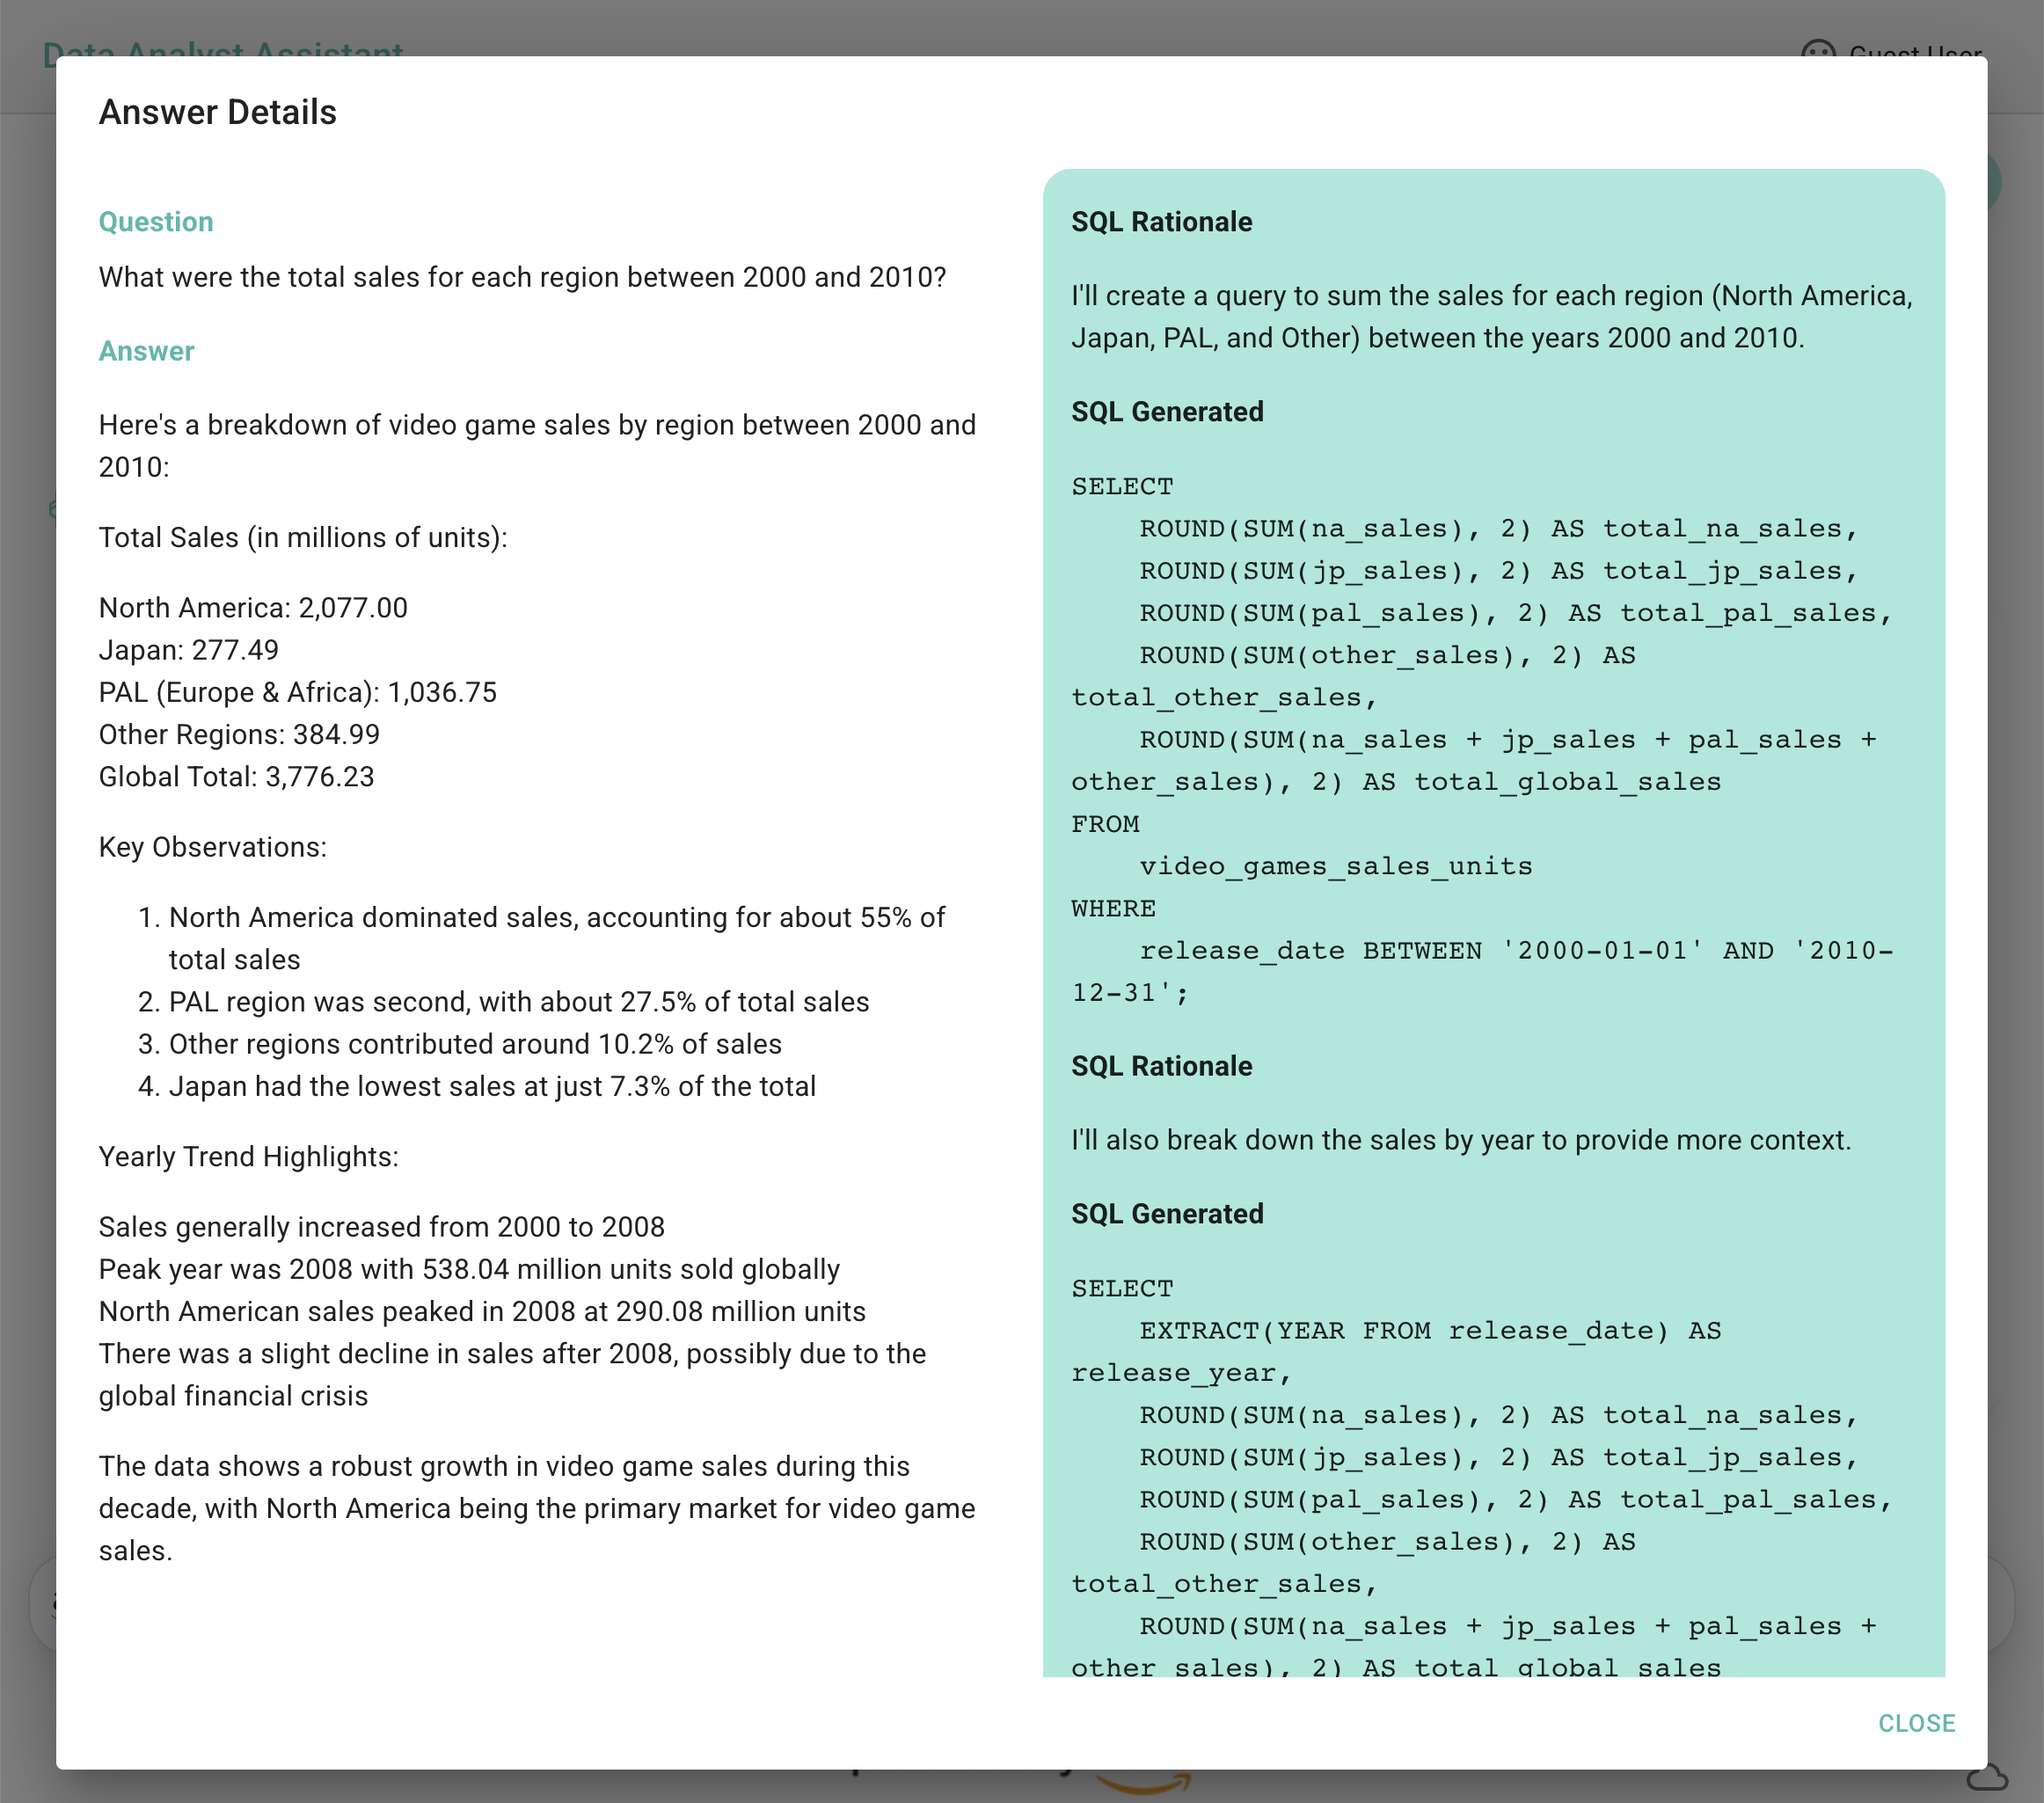 Data Analyst Assistant
Guest User
Answer Details
Question
What were the total sales for each region between 2000 and 2010?
Answer
Here's a breakdown of video game sales by region between 2000 and
2010:
Total Sales (in millions of units):
North America: 2,077.00
Japan: 277.49
PAL (Europe & Africa): 1,036.75
Other Regions: 384.99
Global Total: 3,776.23
Key Observations:
1. North America dominated sales, accounting for about 55% of
total sales
2. PAL region was second, with about 27.5% of total sales
3. Other regions contributed around 10.2% of sales
4. Japan had the lowest sales at just 7.3% of the total
Yearly Trend Highlights:
Sales generally increased from 2000 to 2008
Peak year was 2008 with 538.04 million units sold globally
North American sales peaked in 2008 at 290.08 million units
There was a slight decline in sales after 2008, possibly due to the
global financial crisis
The data shows a robust growth in video game sales during this
decade, with North America being the primary market for video game
sales.
SQL Rationale
I'll create a query to sum the sales for each region (North America,
Japan, PAL, and Other) between the years 2000 and 2010.
SQL Generated
SELECT
ROUND(SUM(na_sales), 2) AS total_na_sales,
ROUND(SUM(jp_sales), 2) AS total_jp_sales,
ROUND(SUM(pal_sales), 2) AS total_pal_sales,
ROUND(SUM(other_sales), 2) AS
total_other_sales,
ROUND(SUM(na_sales + jp_sales + pal_sales +
other_sales), 2) AS total_global_sales
FROM
video_games_sales_units
WHERE
release_date BETWEEN '2000-01-01' AND '2010-
12-31';
SQL Rationale
I'll also break down the sales by year to provide more context.
SQL Generated
SELECT
EXTRACT(YEAR FROM release_date) AS
release_year,
ROUND(SUM(na_sales), 2) AS total_na_sales,
ROUND(SUM(jp_sales), 2) AS total_jp_sales,
ROUND(SUM(pal_sales), 2) AS total_pal_sales,
ROUND(SUM(other_sales), 2) AS
total_other_sales,
ROUND(SUM(na_sales + jp_sales + pal_sales +
other_sales), 2) AS total_global_sales
CLOSE